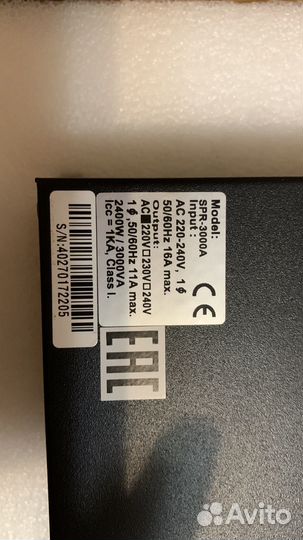 Model:
SPR-3000A
Input :
AC 220-240V, 1ϕ
50/60Hz 16A max.
Output:
AC■220V□230V□240V
1ϕ ,50/60Hz 11A max.
2400W / 3000VA
Icc = 1KA, Class I.
CE
S/N:40270172205
EAC
Avito